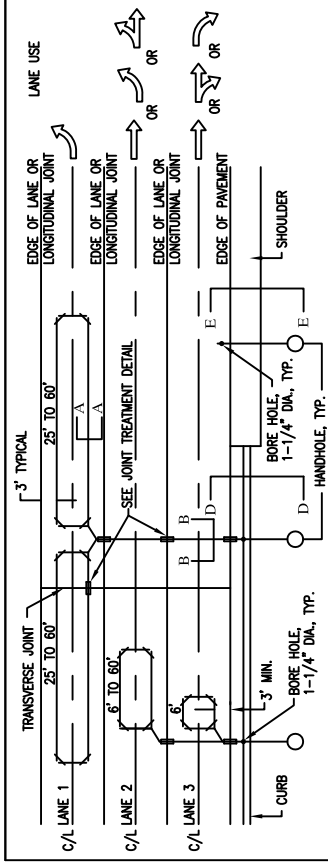 LANE USE
EDGE OF LANE OR
LONGITUDINAL JOINT
OR
OR
EDGE OF LANE OR
LONGITUDINAL JOINT
EDGE OF LANE OR
LONGITUDINAL JOINT
OR
OR
EDGE OF PAVEMENT
SHOULDER
3' TYPICAL
TRANSVERSE JOINT
25' TO 60'
25' TO 60'
A
A
SEE JOINT TREATMENT DETAIL
C/L
LANE 1
6' TO 60'
C/L
LANE 2
B
B
6'
C/L
LANE 3
3' MIN.
D
D
E
E
BORE HOLE,
1-1/4" DIA., TYP.
BORE HOLE,
1-1/4" DIA., TYP.
HANDHOLE, TYP.
CURB